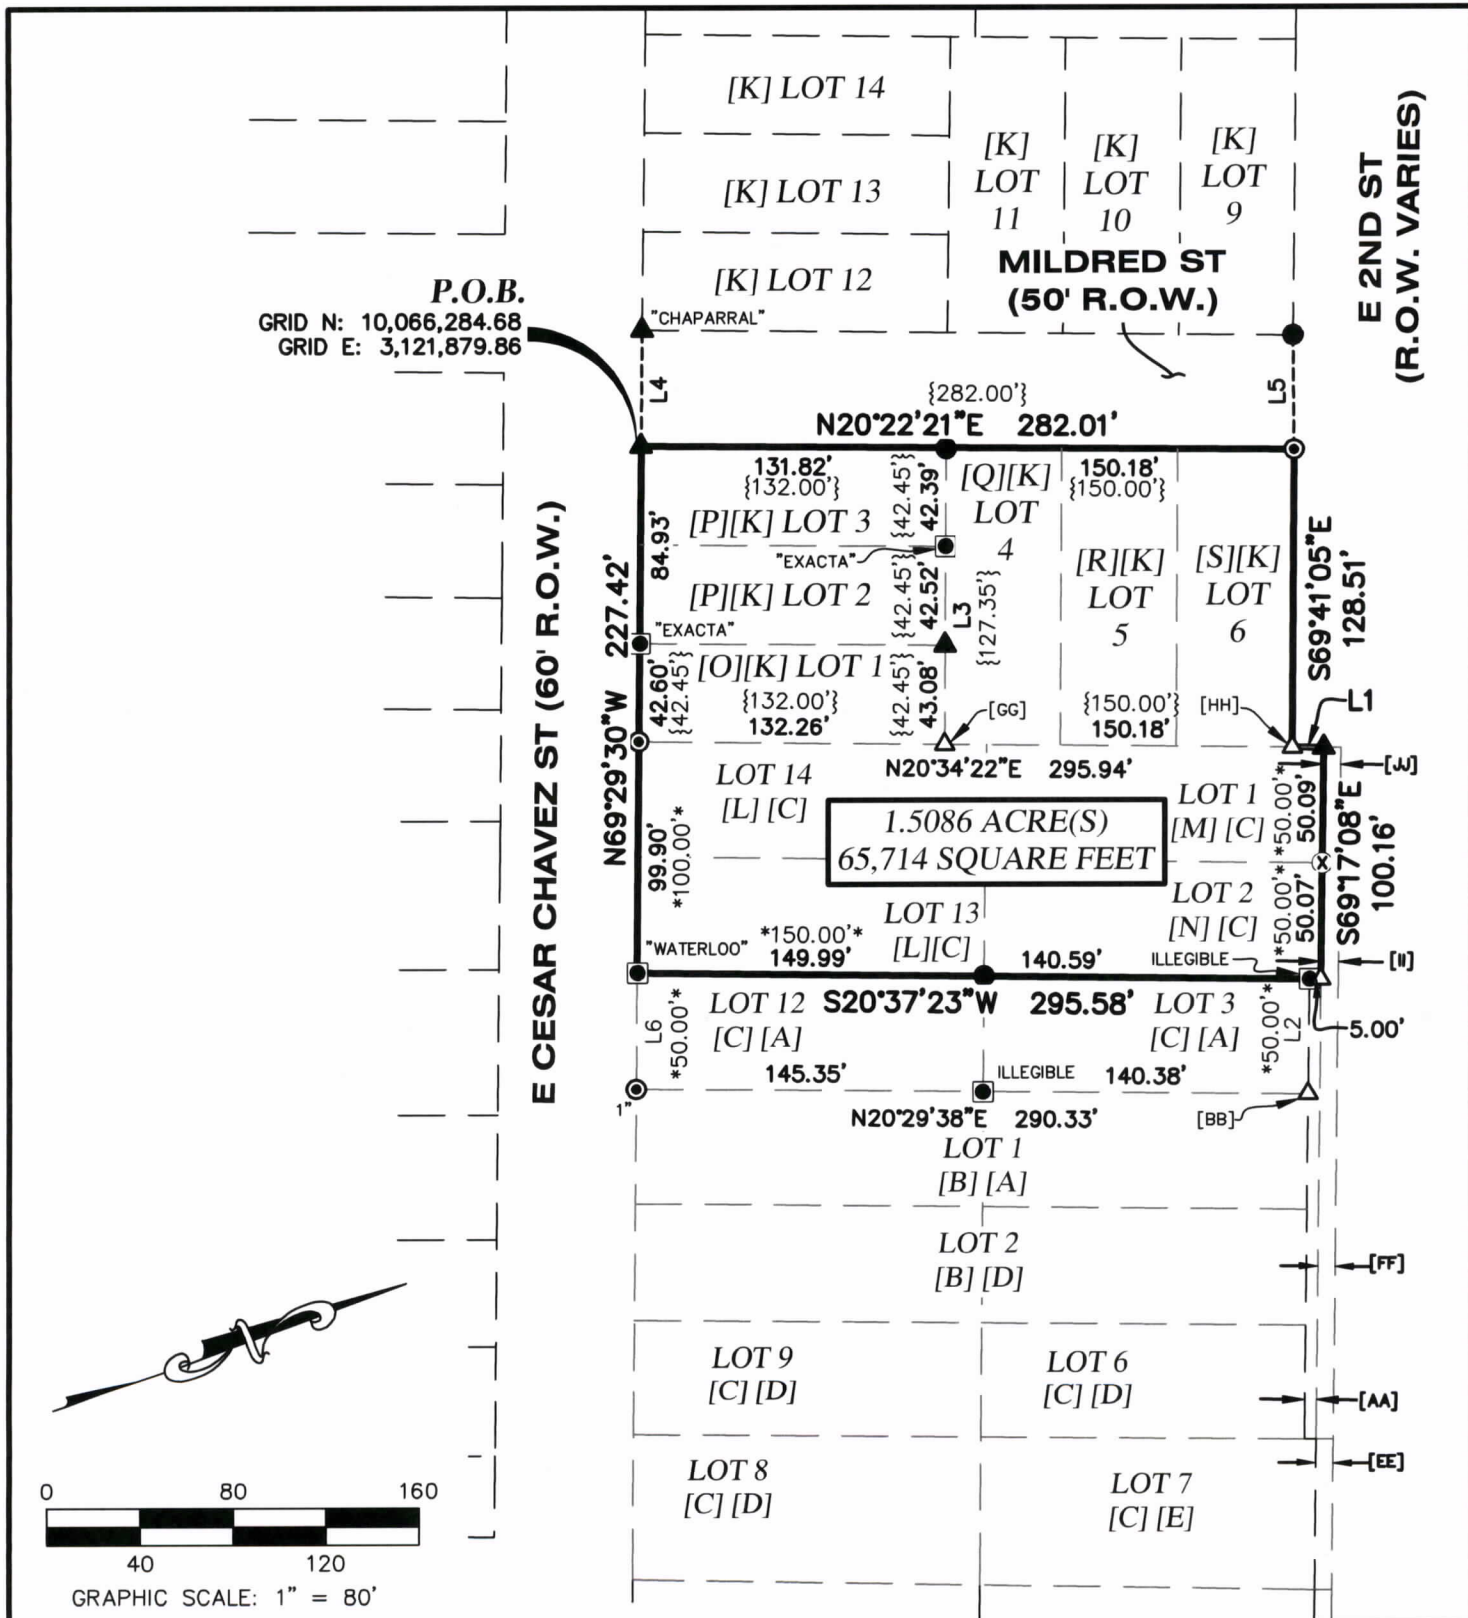 [K] LOT 14
[K] LOT 13
[K] LOT 12
[K]
LOT
11
[K]
LOT
10
[K]
LOT
9
E 2ND ST
(R.O.W. VARIES)
MILDRED ST
(50' R.O.W.)
P.O.B.
GRID N: 10,066,284.68
GRID E: 3,121,879.86
"CHAPARRAL"
L4
L5
{282.00'}
N20°22'21"E 282.01'
131.82'
{132.00'}
{42.45'}
42.39'
150.18'
{150.00'}
[P][K] LOT 3
[Q][K]
LOT
4
"EXACTA"
[R][K]
LOT
5
[S][K]
LOT
6
S69°41'05"E
128.51'
84.93'
[P][K] LOT 2
{42.45'}
42.52'
L3
{127.35'}
"EXACTA"
E CESAR CHAVEZ ST (60' R.O.W.)
N69°29'30"W 227.42'
42.60'
{42.45'}
[O][K] LOT 1
{132.00'}
132.26'
{42.45'}
43.08'
[GG]
{150.00'}
150.18'
[HH]
L1
N20°34'22"E 295.94'
[JJ]
LOT 14
[L] [C]
1.5086 ACRE(S)
65,714 SQUARE FEET
LOT 1
[M] [C]
*50.00'*
50.09'
S69°17'08"E
100.16'
99.90'
*100.00'*
LOT 13
[L][C]
LOT 2
[N] [C]
*50.00'*
50.07'
"WATERLOO"
*150.00'*
149.99'
140.59'
ILLEGIBLE
[II]
S20°37'23"W 295.58'
5.00'
LOT 12
[C] [A]
LOT 3
[C] [A]
L6
*50.00'*
*50.00'*
L2
145.35'
ILLEGIBLE
140.38'
1"
N20°29'38"E 290.33'
[BB]
LOT 1
[B] [A]
LOT 2
[B] [D]
[FF]
LOT 9
[C] [D]
LOT 6
[C] [D]
[AA]
[EE]
LOT 8
[C] [D]
LOT 7
[C] [E]
N
0 80 160
40 120
GRAPHIC SCALE: 1" = 80'